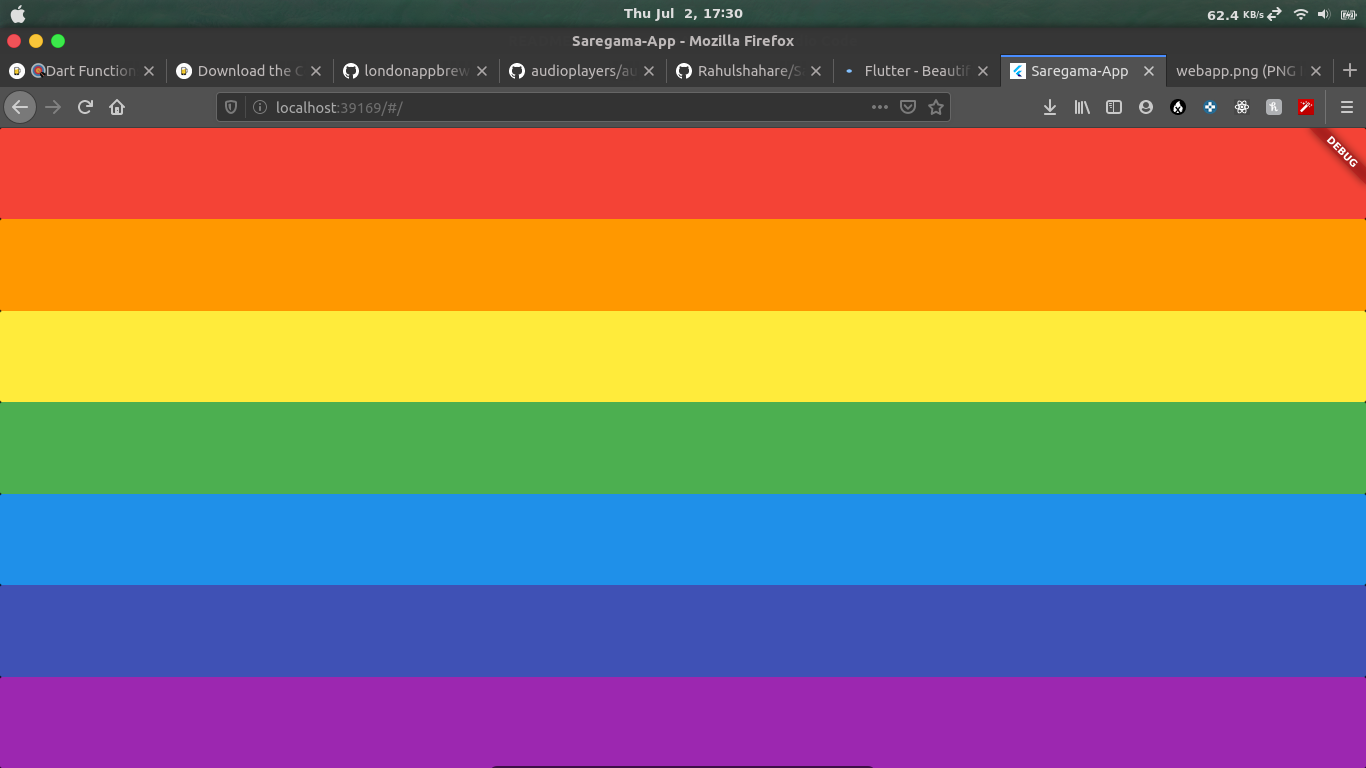 Thu Jul 2, 17:30
62.4 KB/s
Saregama-App - Mozilla Firefox
Dart Function
Download the C
londonappbrew
audioplayers/au
Rahulshahare/S
Flutter - Beautif
Saregama-App
webapp.png (PNG
localhost:39169/#/
DEBUG